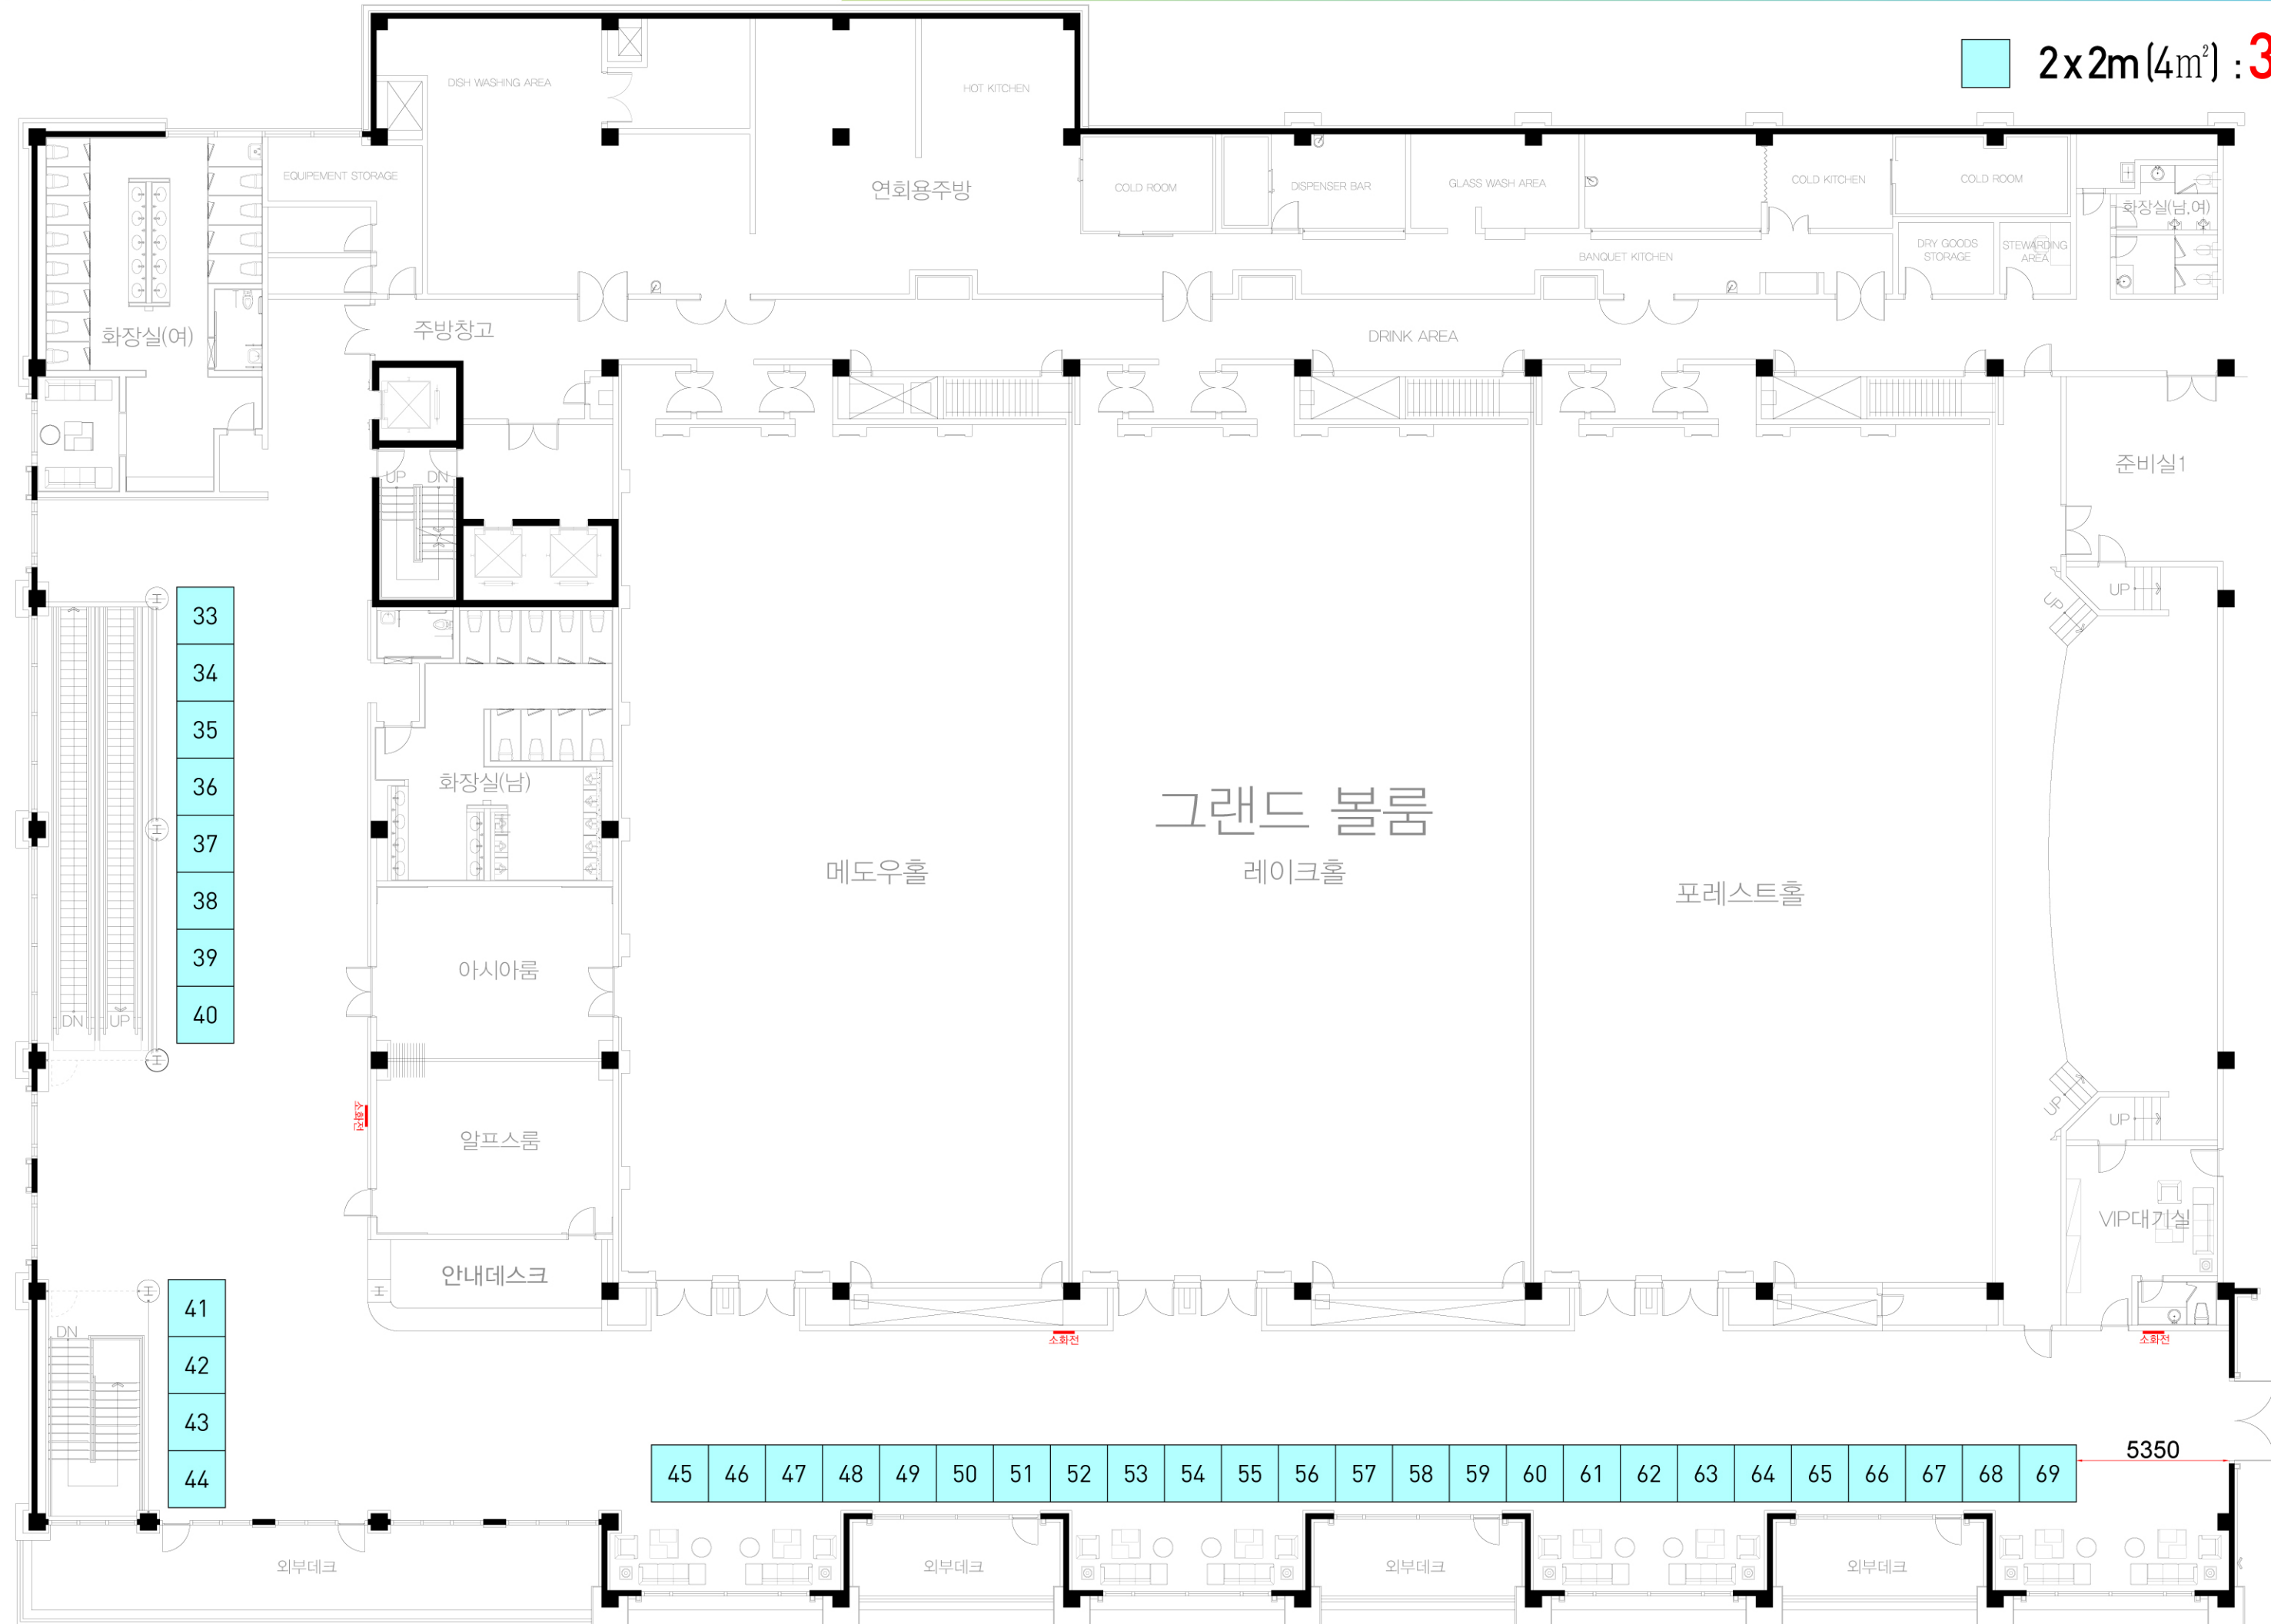 2x2m(4m²) : 3
DISH WASHING AREA
HOT KITCHEN
EQUIPEMENT STORAGE
연회용주방
COLD ROOM
DISPENSER BAR
GLASS WASH AREA
COLD KITCHEN
COLD ROOM
화장실(남,여)
BANQUET KITCHEN
DRY GOODS
STORAGE
STEWARDING
AREA
화장실(여)
주방창고
DRINK AREA
UP
DN
준비실1
UP
UP
33
34
35
36
37
38
39
40
DN
UP
화장실(남)
그랜드 볼룸
메도우홀
레이크홀
포레스트홀
아시아룸
소화전
알프스룸
UP
UP
VIP대기실
안내데스크
소화전
소화전
DN
41
42
43
44
45 46 47 48 49 50 51 52 53 54 55 56 57 58 59 60 61 62 63 64 65 66 67 68 69
5350
외부데크
외부데크
외부데크
외부데크